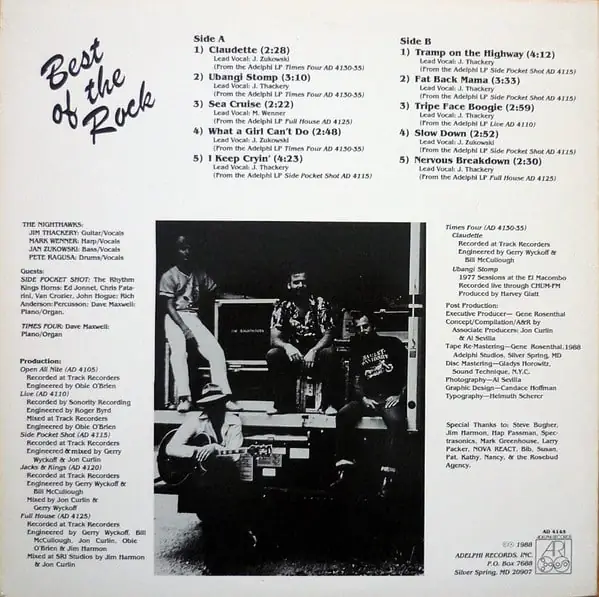 Best
of the
Rock
Side A
1) Claudette (2:28)
Lead Vocal: J. Zukowski
(From the Adelphi LP Times Four AD 4130-35)
2) Ubangi Stomp (3:10)
Lead Vocal: J. Thackery
(From the Adelphi LP Times Four AD 4130-35)
3) Sea Cruise (2:22)
Lead Vocal: M. Wenner
(From the Adelphi LP Full House AD 4125)
4) What a Girl Can't Do (2:48)
Lead Vocal: J. Zukowski
(From the Adelphi LP Times Four AD 4130-35)
5) I Keep Cryin' (4:23)
Lead Vocal: J. Thackery
(From the Adelphi LP Side Pocket Shot AD 4115)
Side B
1) Tramp on the Highway (4:12)
Lead Vocal: J. Thackery
(From the Adelphi LP Side Pocket Shot AD 4115)
2) Fat Back Mama (3:33)
Lead Vocal: J. Thackery
(From the Adelphi LP Side Pocket Shot AD 4115)
3) Tripe Face Boogie (2:59)
Lead Vocal: J. Thackery
(From the Adelphi LP Live AD 4110)
4) Slow Down (2:52)
Lead Vocal: J. Zukowski
(From the Adelphi LP Side Pocket Shot AD 4115)
5) Nervous Breakdown (2:30)
Lead Vocal: J. Thackery
(From the Adelphi LP Full House AD 4125)
THE NIGHTHAWKS:
JIM THACKERY: Guitar/Vocals
MARK WENNER: Harp/Vocals
JAN ZUKOWSKI: Bass/Vocals
PETE RAGUSA: Drums/Vocals
Guests:
SIDE POCKET SHOT: The Rhythm
Kings Horns: Ed Jonnet, Chris Pata-
rini, Van Crozier, John Hogue: Rich
Anderson: Percussion: Dave Maxwell:
Piano/Organ.
TIMES FOUR: Dave Maxwell:
Piano/Organ
Production:
Open All Nite (AD 4105)
Recorded at Track Recorders
Engineered by Obie O'Brien
Live (AD 4110)
Recorded by Sonority Recording
Engineered by Roger Byrd
Mixed at Track Recorders
Engineered by Obie O'Brien
Side Pocket Shot (AD 4115)
Recorded at Track Recorders
Engineered & mixed by Gerry
Wyckoff & Jon Curlin
Jacks & Kings (AD 4120)
Recorded at Track Recorders
Engineered by Gerry Wyckoff &
Bill McCullough
Mixed by Jon Curlin &
Gerry Wyckoff
Full House (AD 4125)
Recorded at Track Recorders
Engineered by Gerry Wyckoff, Bill
McCullough, Jon Curlin, Obie
O'Brien & Jim Harmon
Mixed at SRI Studios by Jim Harmon
& Jon Curlin
THE NIGHTHAWKS
HARLEY-DAVIDSON
Times Four (AD 4130-35)
Claudette
Recorded at Track Recorders
Engineered by Gerry Wyckoff &
Bill McCullough
Ubangi Stomp
1977 Sessions at the El Macombo
Recorded live through CHUM-FM
Produced by Harvey Glatt
Post Production:
Executive Producer— Gene Rosenthal
Concept/Compilation/A&R by
Associate Producers: Jon Curlin
& Al Sevilla
Tape Re-Mastering—Gene Rosenthal, 1988
Adelphi Studios, Silver Spring, MD
Disc Mastering—Gladys Horowitz,
Sound Technique, N.Y.C.
Photography—Al Sevilla
Graphic Design—Candace Hoffman
Typography—Helmuth Scherer
Special Thanks to: Steve Bugher,
Jim Harmon, Hap Passman, Spec-
trasonics, Mark Greenhouse, Larry
Packer, NOVA REACT, Bib, Susan,
Pat, Kathy, Nancy, & the Rosebud
Agency.
AD 4145
ADELPHI RECORDS
AR
© ℗ 1988
ADELPHI RECORDS, INC.
P.O. Box 7688
Silver Spring, MD 20907